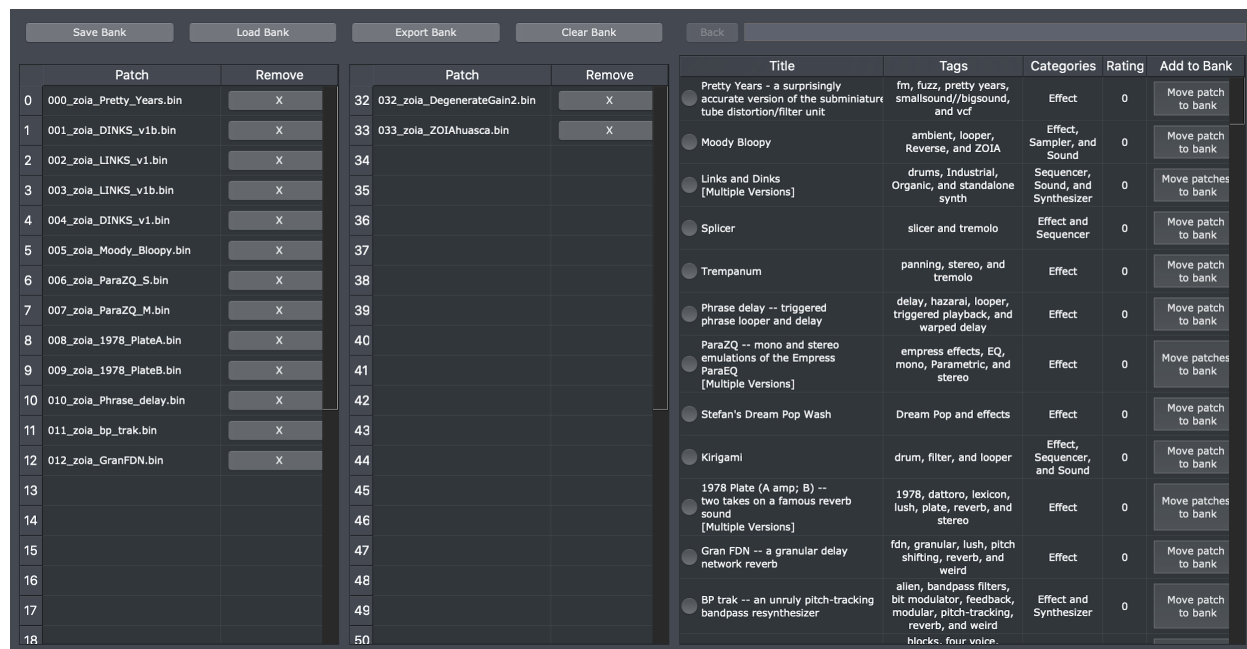 Save Bank Load Bank Export Bank Clear Bank Back
Patch Remove
0 000_zoia_Pretty_Years.bin X
1 001_zoia_DINKS_v1b.bin X
2 002_zoia_LINKS_v1.bin X
3 003_zoia_LINKS_v1b.bin X
4 004_zoia_DINKS_v1.bin X
5 005_zoia_Moody_Bloopy.bin X
6 006_zoia_ParaZQ_S.bin X
7 007_zoia_ParaZQ_M.bin X
8 008_zoia_1978_PlateA.bin X
9 009_zoia_1978_PlateB.bin X
10 010_zoia_Phrase_delay.bin X
11 011_zoia_bp_trak.bin X
12 012_zoia_GranFDN.bin X
13
14
15
16
17
18
Patch Remove
32 032_zoia_DegenerateGain2.bin X
33 033_zoia_ZOIAhuasca.bin X
34
35
36
37
38
39
40
41
42
43
44
45
46
47
48
49
50
Title Tags Categories Rating Add to Bank
Pretty Years - a surprisingly
accurate version of the subminiature
tube distortion/filter unit
fm, fuzz, pretty years,
smallsound//bigsound,
and vcf
Effect
0
Move patch
to bank
Moody Bloopy
ambient, looper,
Reverse, and ZOIA
Effect,
Sampler, and
Sound
0
Move patch
to bank
Links and Dinks
[Multiple Versions]
drums, Industrial,
Organic, and standalone
synth
Sequencer,
Sound, and
Synthesizer
0
Move patches
to bank
Splicer
slicer and tremolo
Effect and
Sequencer
0
Move patch
to bank
Trempanum
panning, stereo, and
tremolo
Effect
0
Move patch
to bank
Phrase delay -- triggered
phrase looper and delay
delay, hazarai, looper,
triggered playback, and
warped delay
Effect
0
Move patch
to bank
ParaZQ -- mono and stereo
emulations of the Empress
ParaEQ
[Multiple Versions]
empress effects, EQ,
mono, Parametric, and
stereo
Effect
0
Move patches
to bank
Stefan's Dream Pop Wash
Dream Pop and effects
Effect
0
Move patch
to bank
Kirigami
drum, filter, and looper
Effect,
Sequencer,
and Sound
0
Move patch
to bank
1978 Plate (A amp; B) --
two takes on a famous reverb
sound
[Multiple Versions]
1978, dattoro, lexicon,
lush, plate, reverb, and
stereo
Effect
0
Move patches
to bank
Gran FDN -- a granular delay
network reverb
fdn, granular, lush, pitch
shifting, reverb, and
weird
Effect
0
Move patch
to bank
BP trak -- an unruly pitch-tracking
bandpass resynthesizer
alien, bandpass filters,
bit modulator, feedback,
modular, pitch-tracking,
reverb, and weird
Effect and
Synthesizer
0
Move patch
to bank
blocks, four voice,